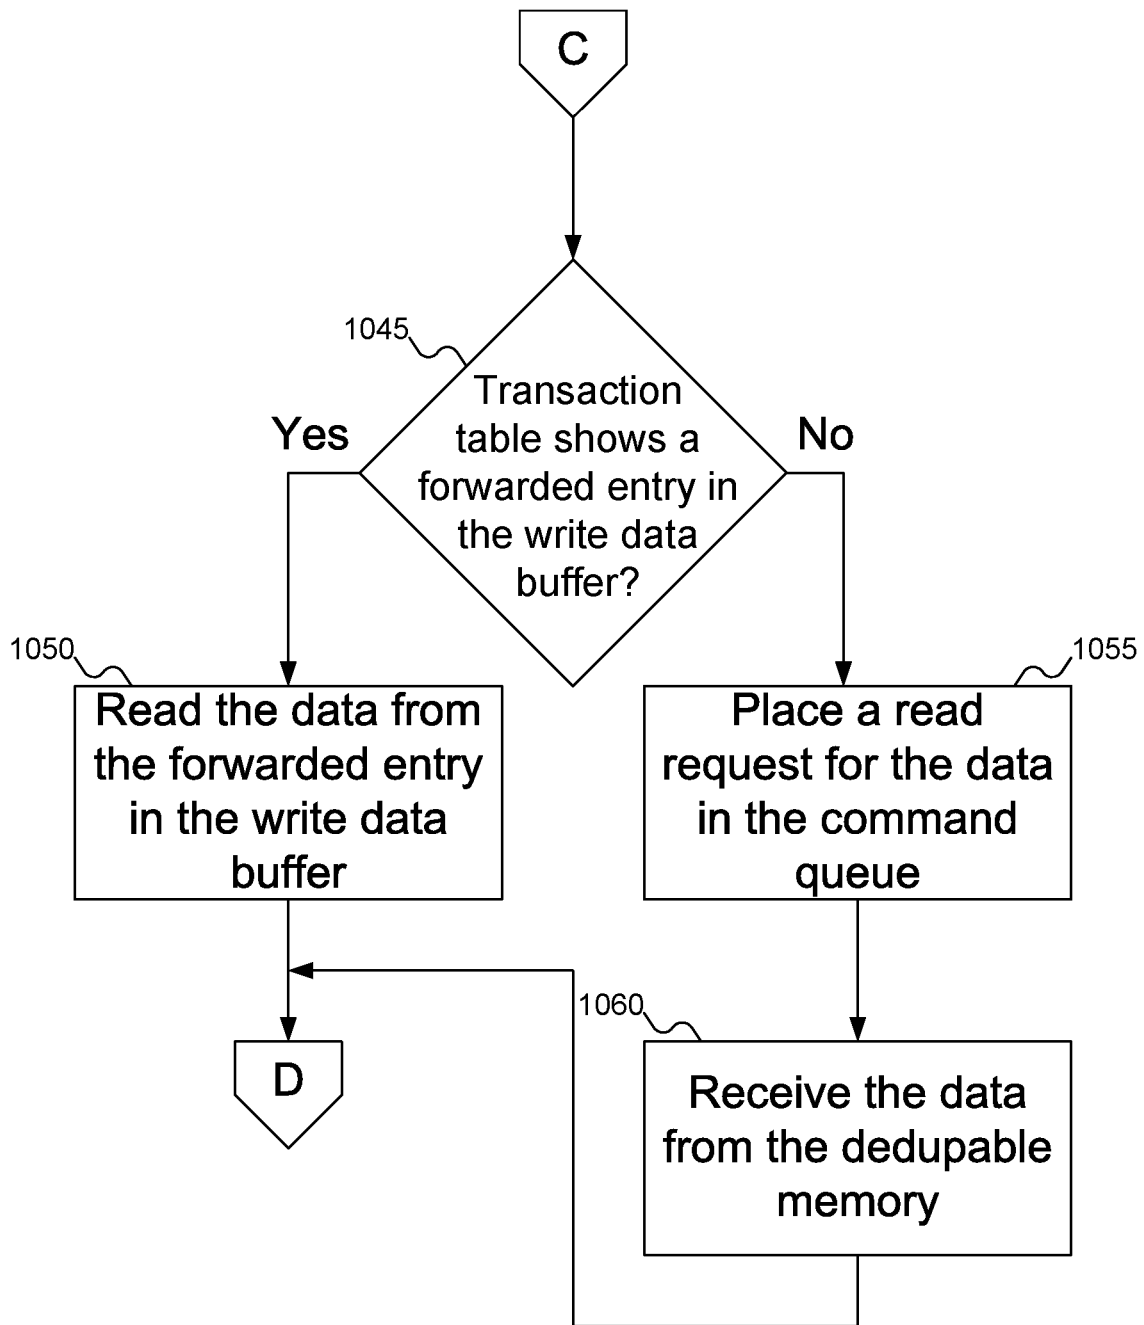 C
1045
Transaction
table shows a
forwarded entry in
the write data
buffer?
Yes
No
1050
Read the data from
the forwarded entry
in the write data
buffer
1055
Place a read
request for the data
in the command
queue
1060
Receive the data
from the dedupable
memory
D